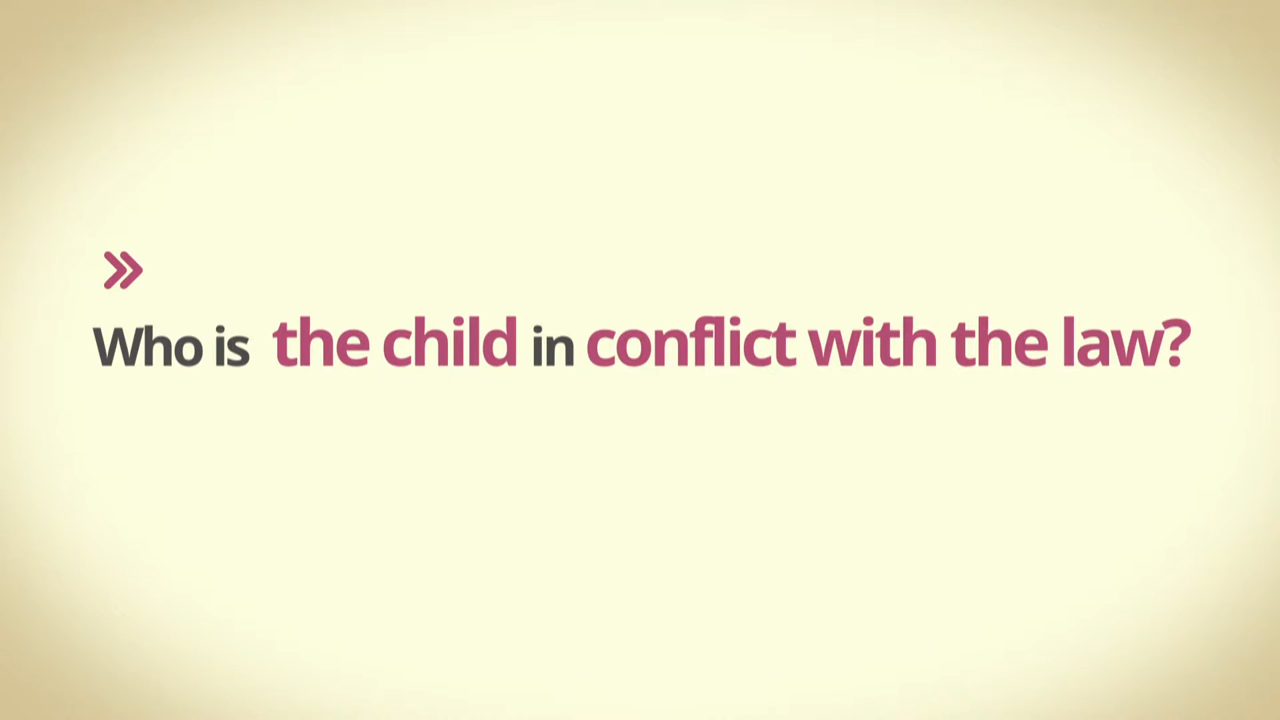 »
Who is the child in conflict with the law?